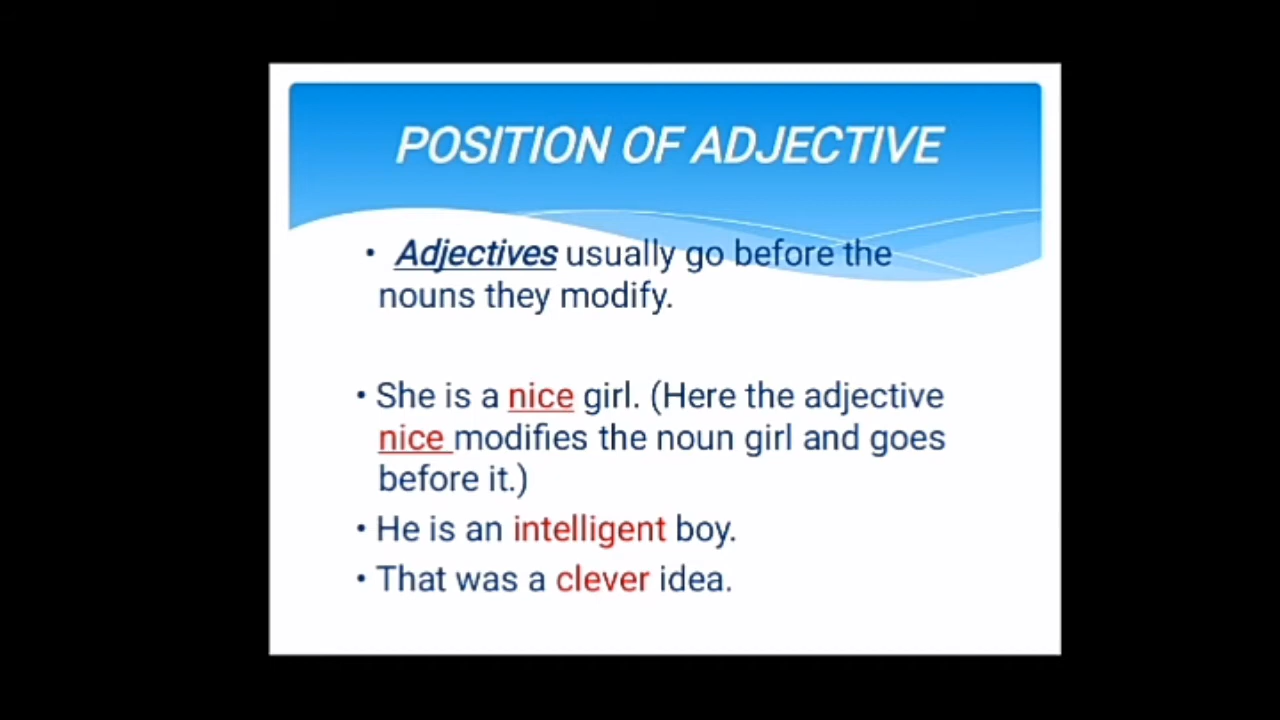 POSITION OF ADJECTIVE
• Adjectives usually go before the
nouns they modify.
• She is a nice girl. (Here the adjective
nice modifies the noun girl and goes
before it.)
• He is an intelligent boy.
• That was a clever idea.